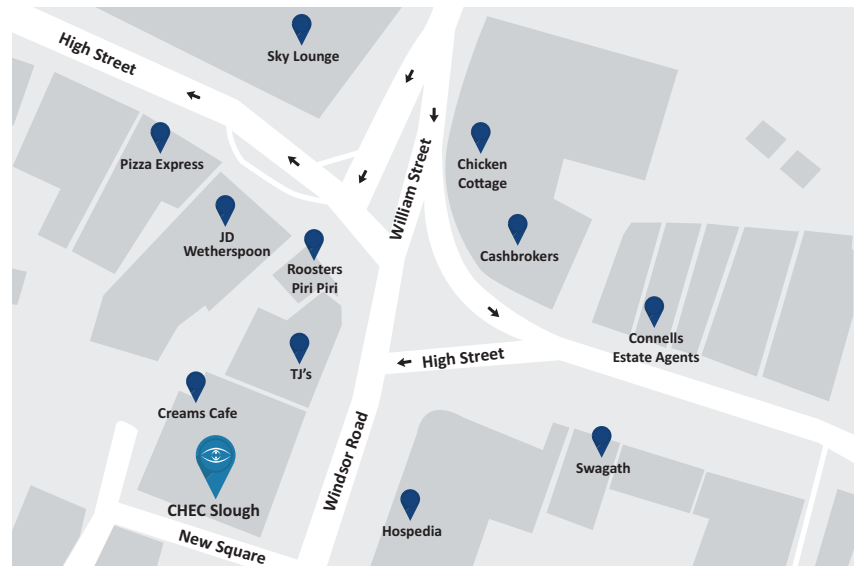 Sky Lounge
High Street
Pizza Express
Chicken
Cottage
William Street
JD
Wetherspoon
Cashbrokers
Roosters
Piri Piri
Connells
Estate Agents
High Street
TJ's
Creams Cafe
Windsor Road
Swagath
CHEC Slough
Hospedia
New Square